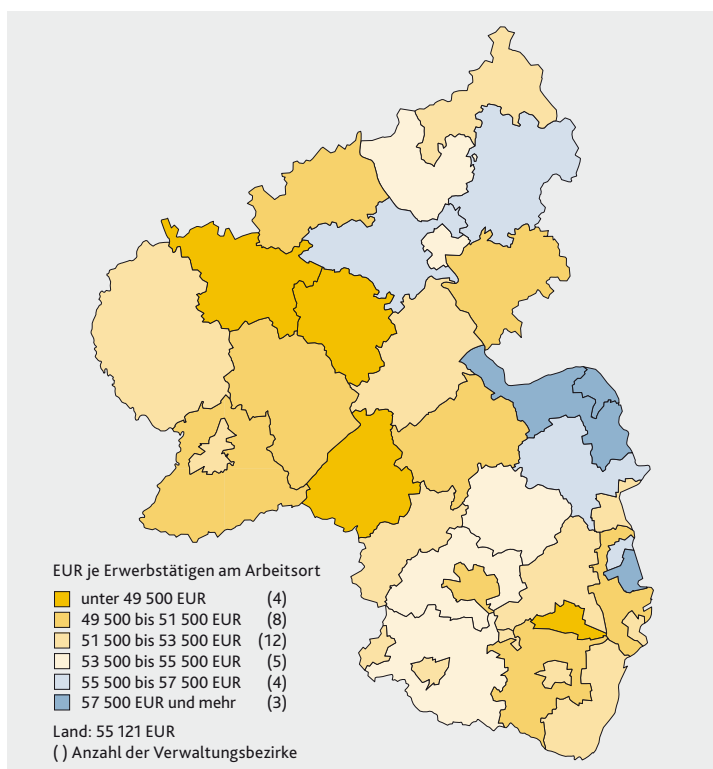 EUR je Erwerbstätigen am Arbeitsort
unter 49 500 EUR (4)
49 500 bis 51 500 EUR (8)
51 500 bis 53 500 EUR (12)
53 500 bis 55 500 EUR (5)
55 500 bis 57 500 EUR (4)
57 500 EUR und mehr (3)
Land: 55 121 EUR
( ) Anzahl der Verwaltungsbezirke